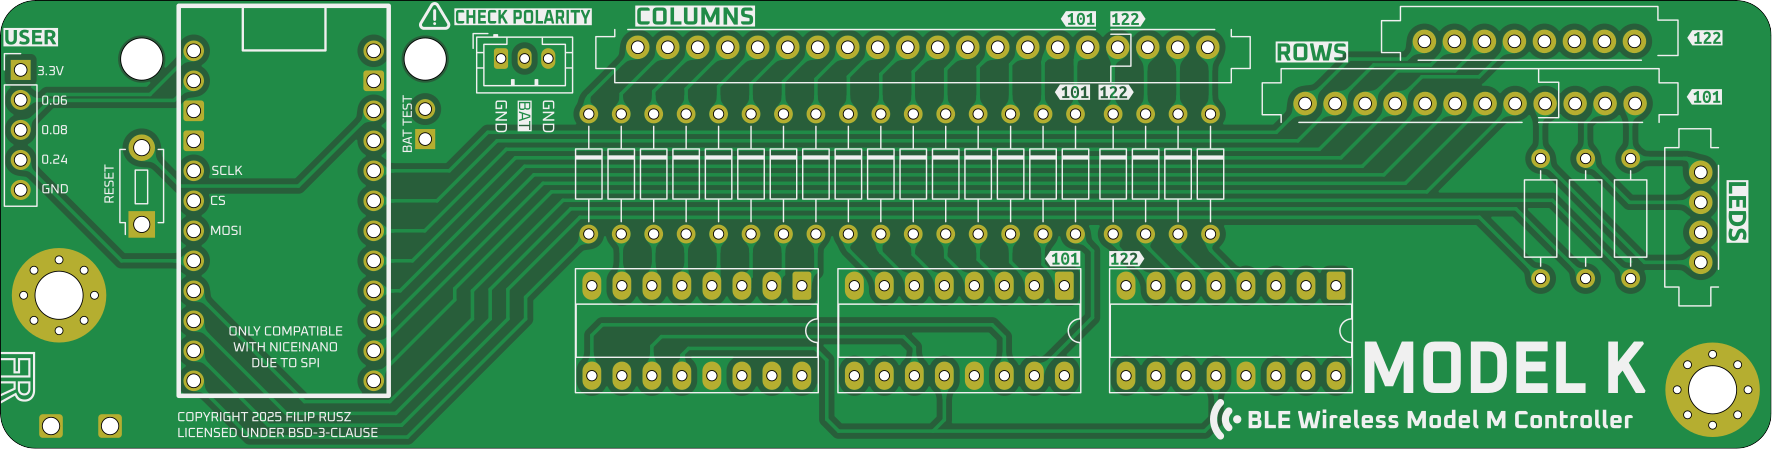 USER
3.3V
0.06
0.08
0.24
GND
RESET
SCLK
CS
MOSI
ONLY COMPATIBLE
WITH NICE!NANO
DUE TO SPI
COPYRIGHT 2025 FILIP RUSZ
LICENSED UNDER BSD-3-CLAUSE
FR
CHECK POLARITY
GND
BAT
GND
BAT TEST
COLUMNS
101 122
101 122
101 122
ROWS
122
101
LEDS
MODEL K
BLE Wireless Model M Controller